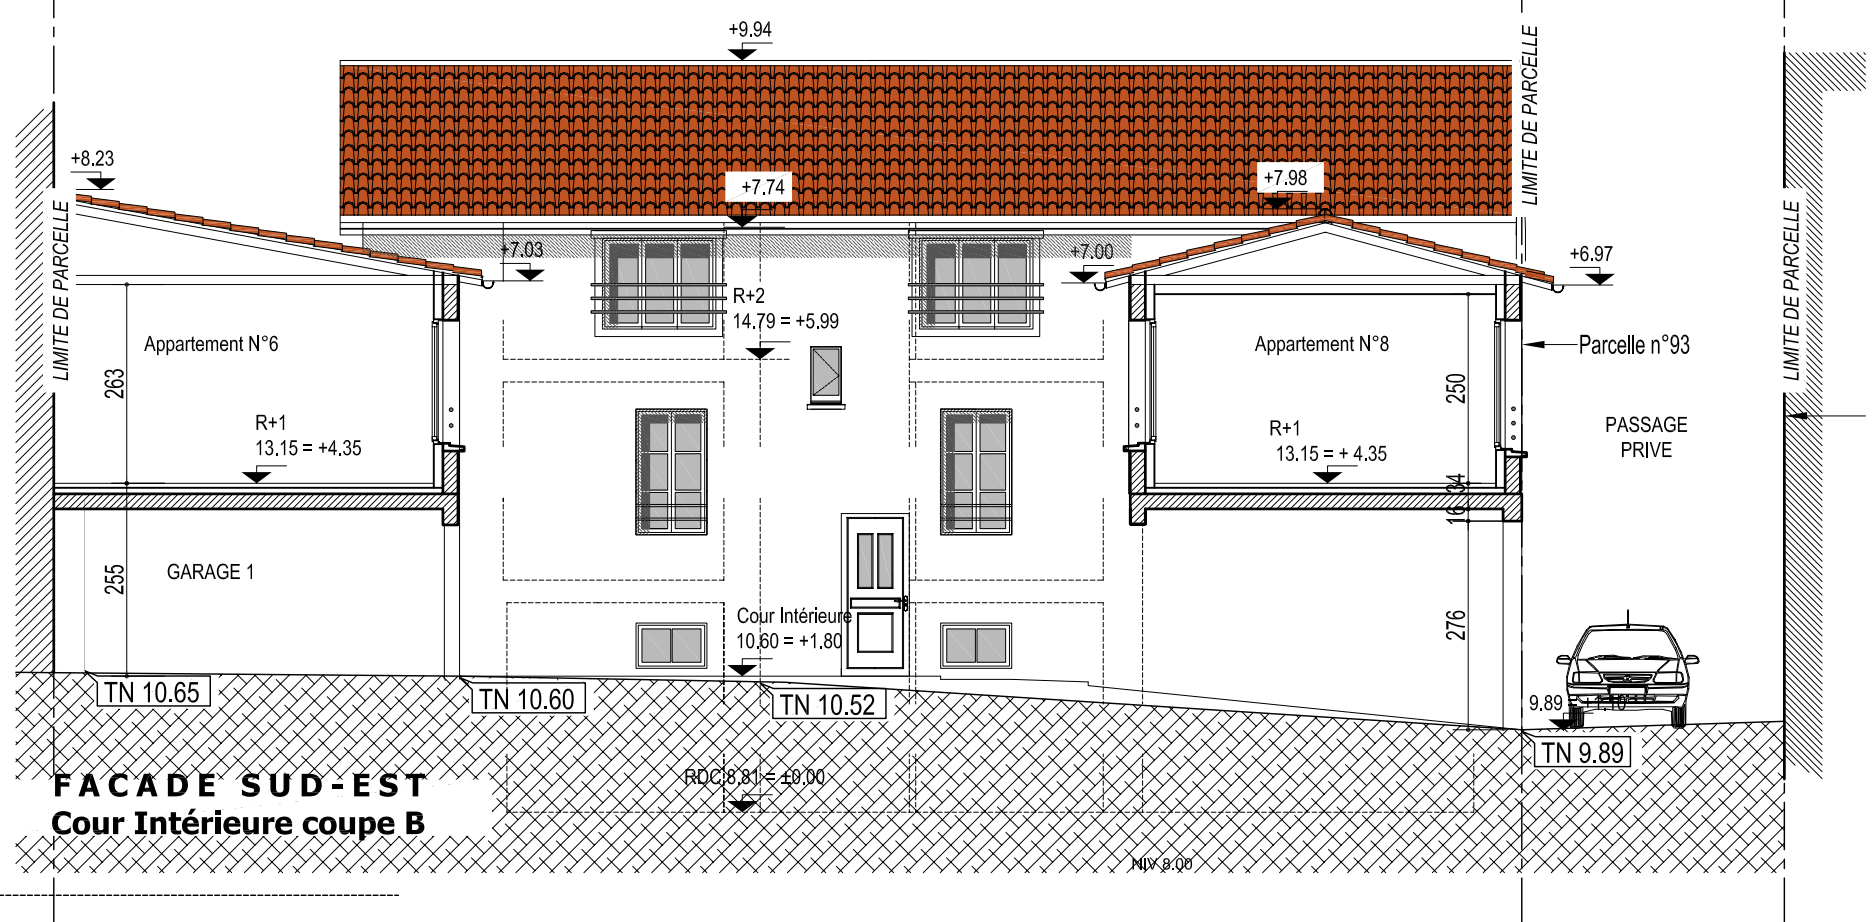 +9.94
LIMITE DE PARCELLE
+8.23
+7.74
+7.98
LIMITE DE PARCELLE
LIMITE DE PARCELLE
+7.03
+7.00
+6.97
R+2
14.79 = +5.99
Appartement N°6
Appartement N°8
Parcelle n°93
263
250
R+1
13.15 = +4.35
R+1
13.15 = + 4.35
PASSAGE
PRIVE
34
16
255
GARAGE 1
276
Cour Intérieure
10.60 = +1.80
TN 10.65
TN 10.60
TN 10.52
9.89 = +1.10
TN 9.89
RDC 8.81 = ±0.00
FACADE SUD-EST
Cour Intérieure coupe B
NIV 8.00